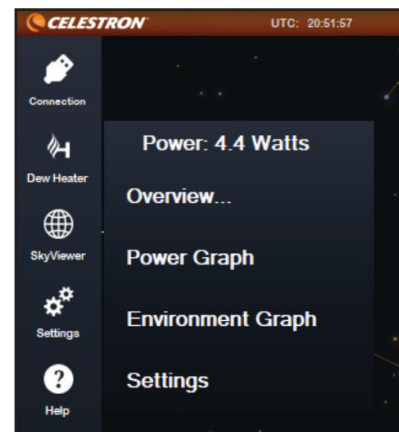 CELESTRON
UTC: 20:51:57
Connection
Dew Heater
SkyViewer
Settings
?
Help
Power: 4.4 Watts
Overview...
Power Graph
Environment Graph
Settings